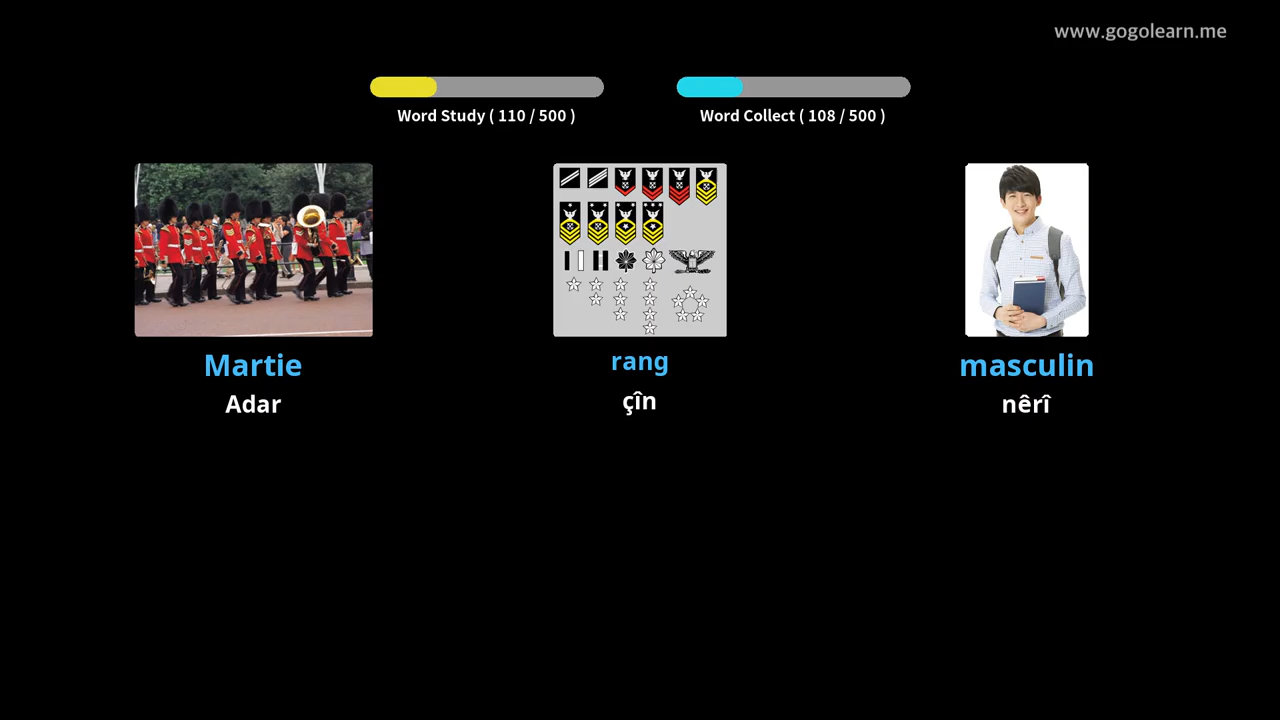 www.gogolearn.me
Word Study ( 110 / 500 )
Word Collect ( 108 / 500 )
Martie
Adar
rang
çîn
masculin
nêrî